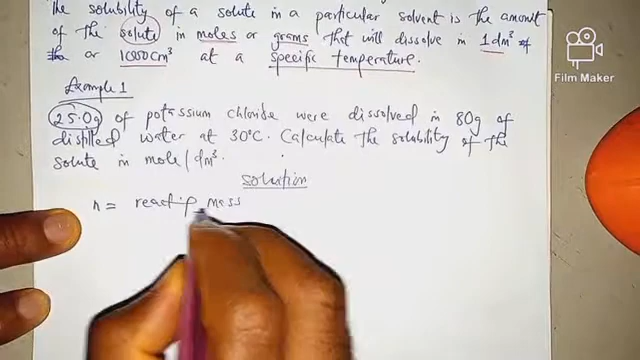 The solubility of a solute in a particular solvent is the amount
of the solute in moles or grams that will dissolve in 1dm³ of
or 1000cm³ at a specific temperature.
Example 1
25.0g of potassium chloride were dissolved in 80g of
distilled water at 30°C. Calculate the solubility of the
solute in mole/dm³.
Solution
n = reacting mass
Film Maker